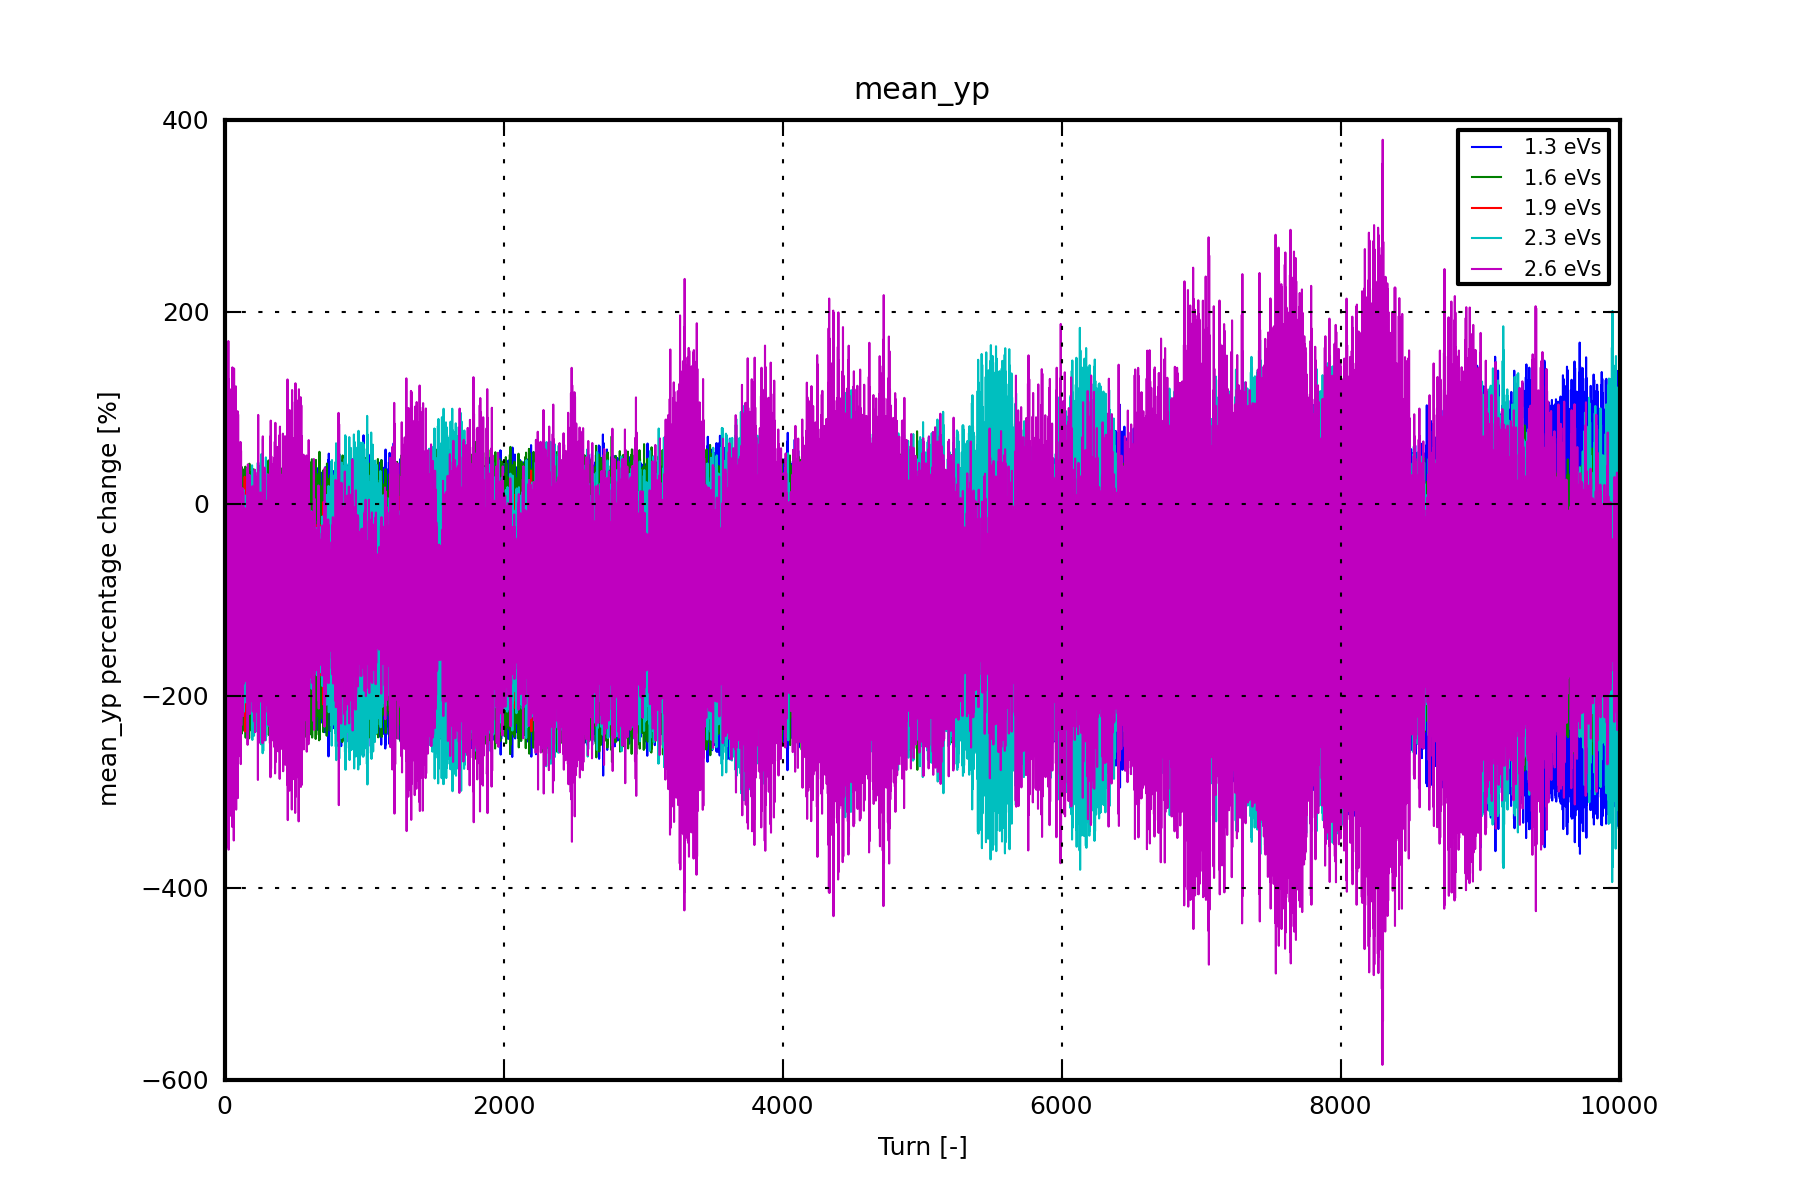 mean_yp
400
200
0
−200
−400
−600
mean_yp percentage change [%]
1.3 eVs
1.6 eVs
1.9 eVs
2.3 eVs
2.6 eVs
0 2000 4000 6000 8000 10000
Turn [-]